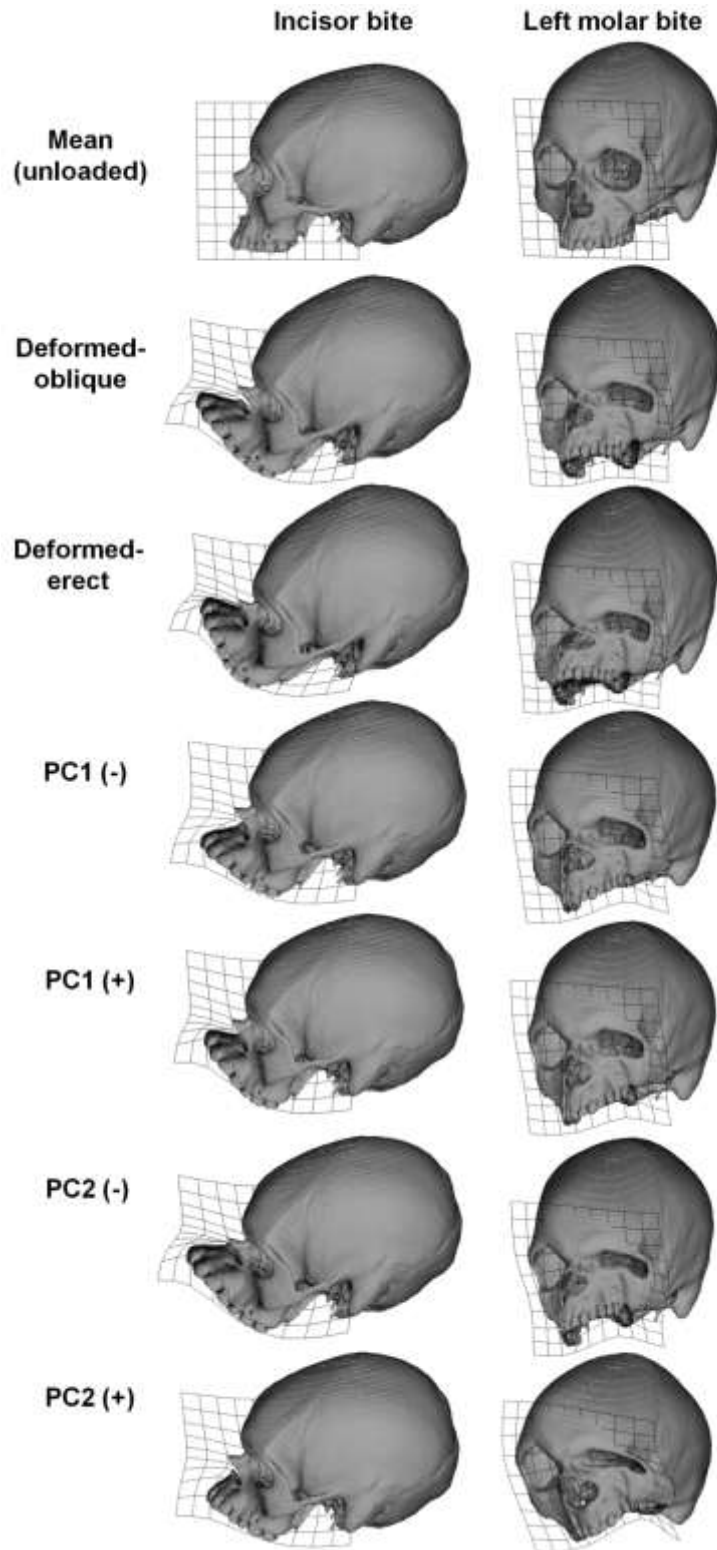 Incisor bite Left molar bite
Mean
(unloaded)
Deformed-
oblique
Deformed-
erect
PC1 (-)
PC1 (+)
PC2 (-)
PC2 (+)